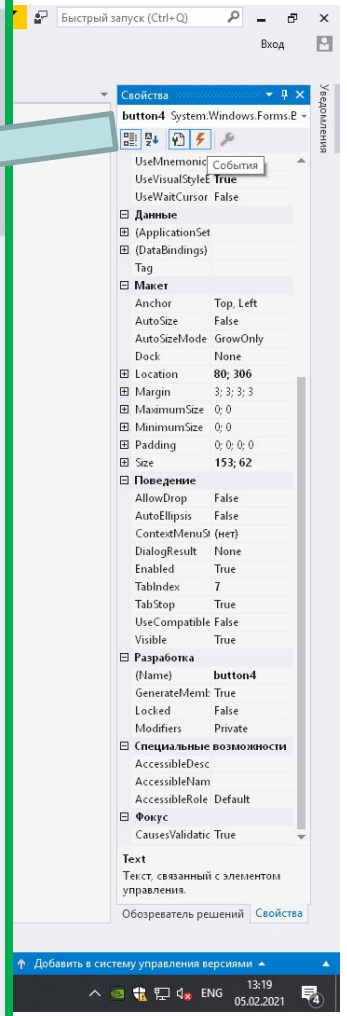 Быстрый запуск (Ctrl+Q)
Вход
Уведомления
Свойства
button4 System.Windows.Forms.B
События
UseMnemonic
UseVisualStyleE True
UseWaitCursor False
Данные
(ApplicationSet
(DataBindings)
Tag
Макет
Anchor Top, Left
AutoSize False
AutoSizeMode GrowOnly
Dock None
Location 80; 306
Margin 3; 3; 3; 3
MaximumSize 0; 0
MinimumSize 0; 0
Padding 0; 0; 0; 0
Size 153; 62
Поведение
AllowDrop False
AutoEllipsis False
ContextMenuSt (нет)
DialogResult None
Enabled True
TabIndex 7
TabStop True
UseCompatible False
Visible True
Разработка
(Name) button4
GenerateMemb True
Locked False
Modifiers Private
Специальные возможности
AccessibleDesc
AccessibleNam
AccessibleRole Default
Фокус
CausesValidatic True
Text
Текст, связанный с элементом
управления.
Обозреватель решений Свойства
Добавить в систему управления версиями
ENG 13:19
05.02.2021
4